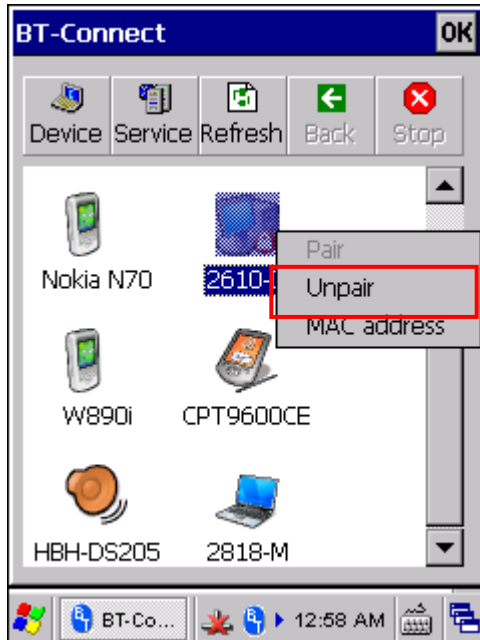 BT-Connect OK
Device Service Refresh Back Stop
Nokia N70 2610-
Pair
Unpair
MAC address
W890i CPT9600CE
HBH-DS205 2818-M
BT-Co... 12:58 AM